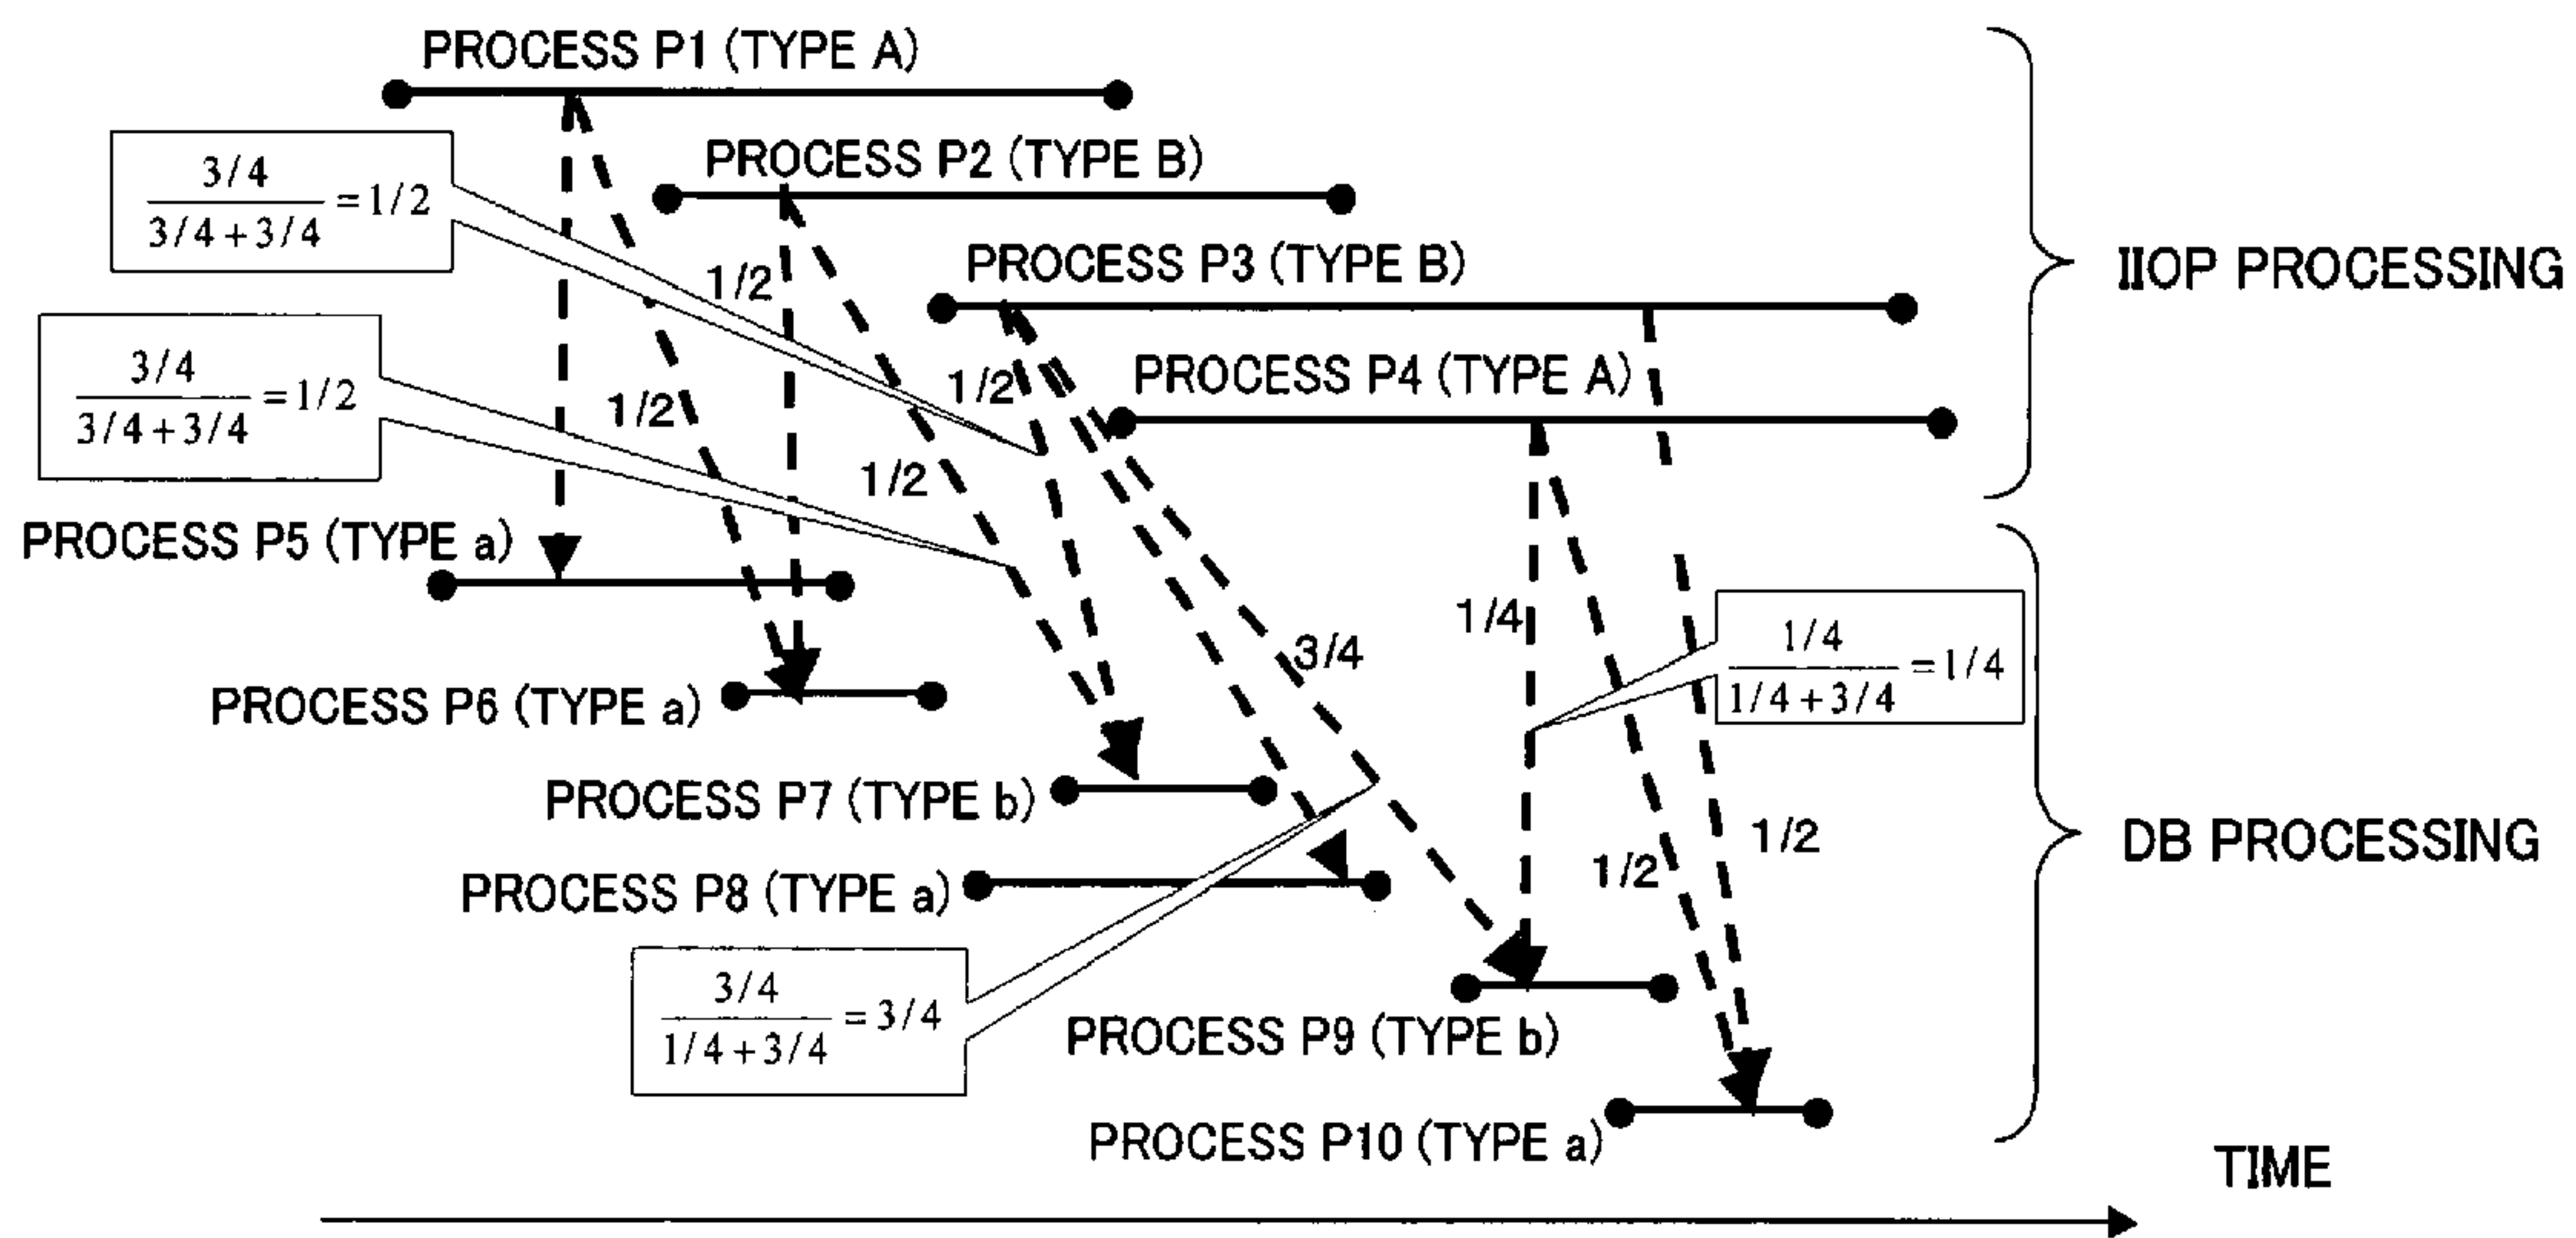 PROCESS P1 (TYPE A)
PROCESS P2 (TYPE B)
3/4
3/4+3/4
=1/2
PROCESS P3 (TYPE B)
IIOP PROCESSING
1/2
3/4
3/4+3/4
=1/2
PROCESS P4 (TYPE A)
1/2
1/2
1/2
PROCESS P5 (TYPE a)
1/4
1/4
1/4+3/4
=1/4
3/4
PROCESS P6 (TYPE a)
PROCESS P7 (TYPE b)
1/2
DB PROCESSING
1/2
PROCESS P8 (TYPE a)
3/4
1/4+3/4
=3/4
PROCESS P9 (TYPE b)
PROCESS P10 (TYPE a)
TIME